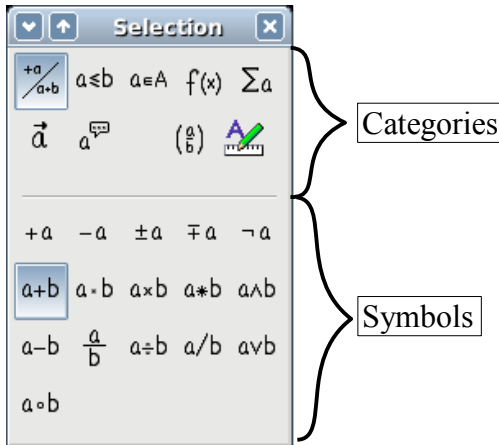 Selection
+a/a+b a≤b a∈A f(x) Σa
a⃗ a (a/b) A
Categories
+a −a ±a ∓a ¬a
a+b a·b a×b a∗b a∧b
a−b a/b a÷b a/b a∨b
a∘b
Symbols